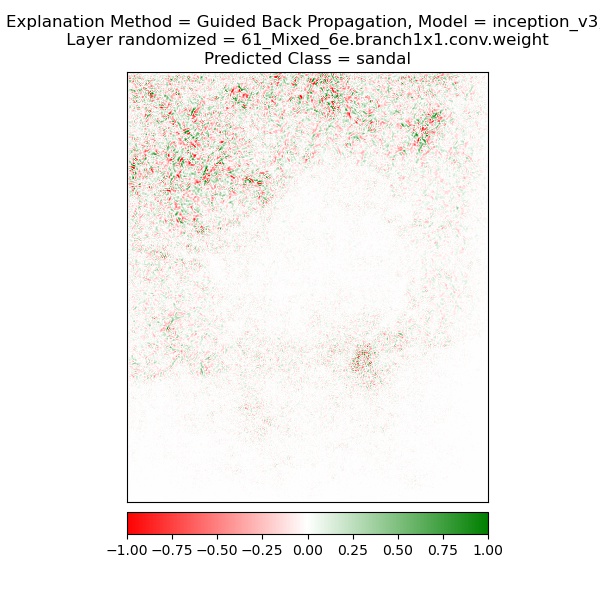 Explanation Method = Guided Back Propagation, Model = inception_v3
Layer randomized = 61_Mixed_6e.branch1x1.conv.weight
Predicted Class = sandal
−1.00 −0.75 −0.50 −0.25 0.00 0.25 0.50 0.75 1.00